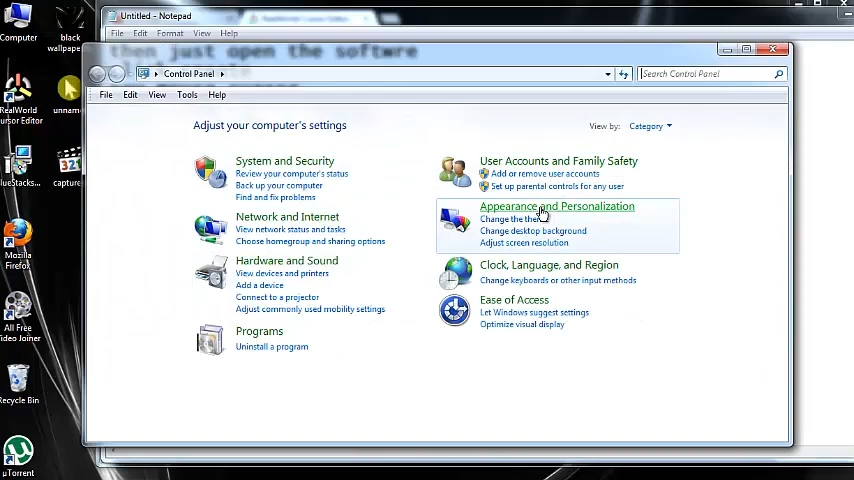 Computer
black
wallpape
RealWorld
Cursor Editor
unnam
BlueStacks...
capture
Mozilla
Firefox
All Free
Video Joiner
Recycle Bin
µTorrent
Untitled - Notepad
File Edit Format View Help
then just open the softwre
Control Panel
Search Control Panel
File Edit View Tools Help
Adjust your computer's settings
View by: Category
System and Security
Review your computer's status
Back up your computer
Find and fix problems
Network and Internet
View network status and tasks
Choose homegroup and sharing options
Hardware and Sound
View devices and printers
Add a device
Connect to a projector
Adjust commonly used mobility settings
Programs
Uninstall a program
User Accounts and Family Safety
Add or remove user accounts
Set up parental controls for any user
Appearance and Personalization
Change the the
Change desktop background
Adjust screen resolution
Clock, Language, and Region
Change keyboards or other input methods
Ease of Access
Let Windows suggest settings
Optimize visual display